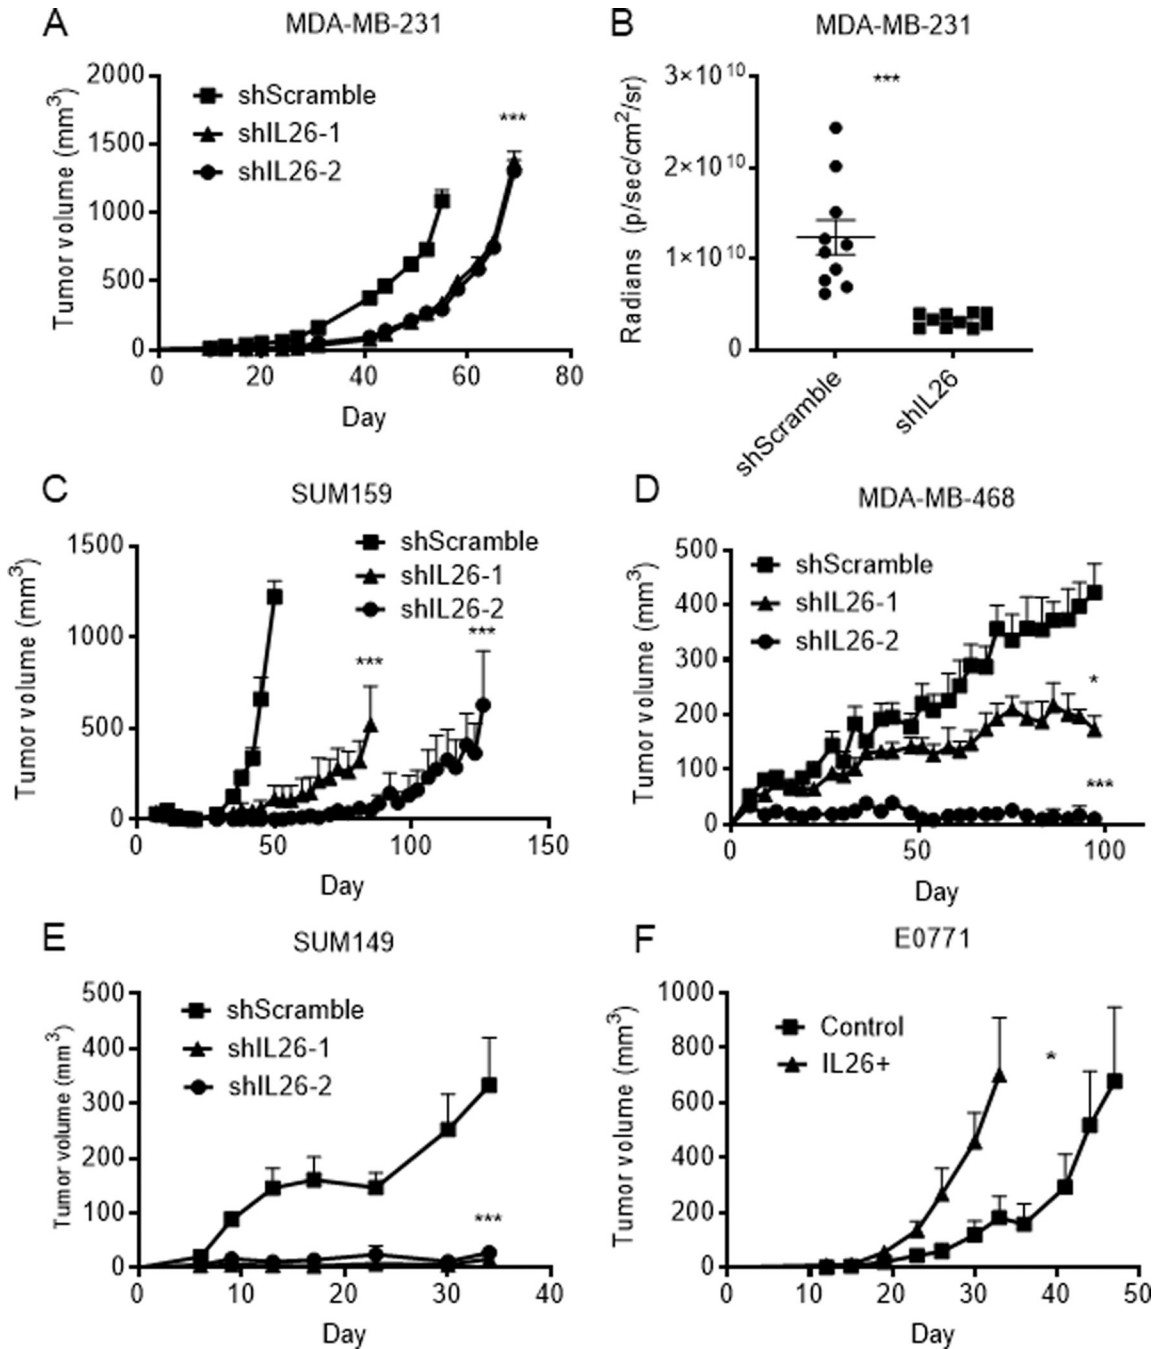 A
MDA-MB-231
Tumor volume (mm³)
2000
1500
1000
500
0
shScramble
shIL26-1
shIL26-2
***
0
20
40
60
80
Day
B
MDA-MB-231
Radians (p/sec/cm²/sr)
3×10¹⁰
2×10¹⁰
1×10¹⁰
0
***
shScramble
shIL26
C
SUM159
Tumor volume (mm³)
1500
1000
500
0
shScramble
shIL26-1
shIL26-2
***
***
0
50
100
150
Day
D
MDA-MB-468
Tumor volume (mm³)
500
400
300
200
100
0
shScramble
shIL26-1
shIL26-2
*
***
0
50
100
Day
E
SUM149
Tumor volume (mm³)
500
400
300
200
100
0
shScramble
shIL26-1
shIL26-2
***
0
10
20
30
40
Day
F
E0771
Tumor volume (mm³)
1000
800
600
400
200
0
Control
IL26+
*
0
10
20
30
40
50
Day